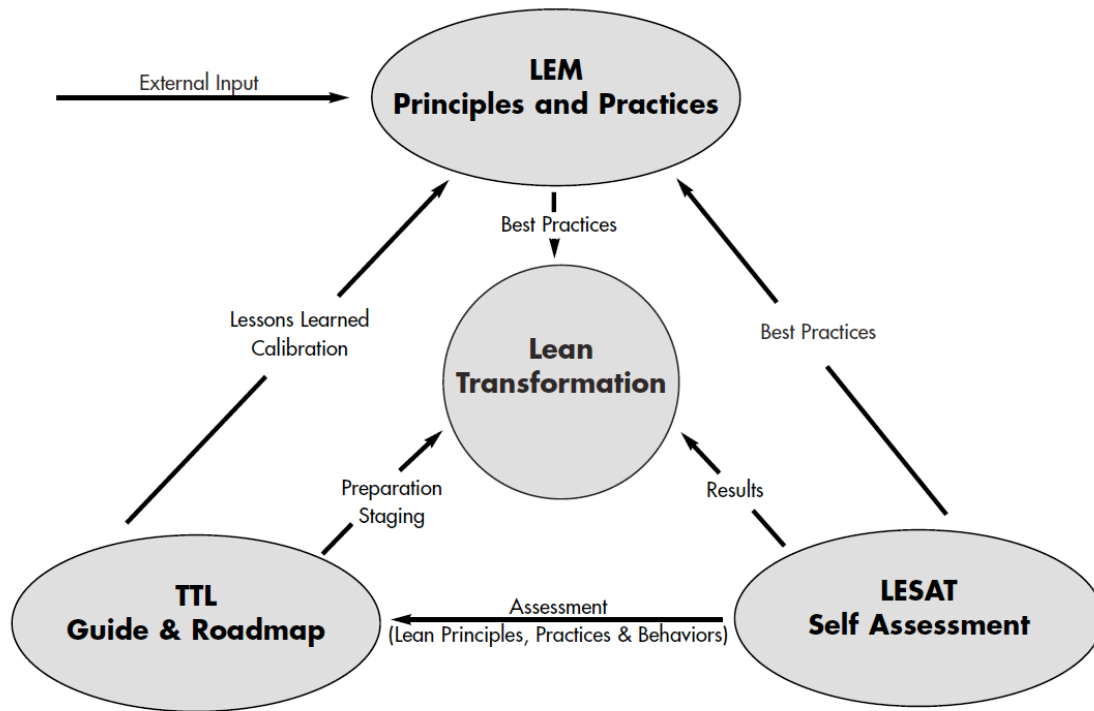 External Input
LEM
Principles and Practices
Best Practices
Lessons Learned
Calibration
Best Practices
Lean
Transformation
Preparation
Staging
Results
TTL
Guide & Roadmap
Assessment
(Lean Principles, Practices & Behaviors)
LESAT
Self Assessment